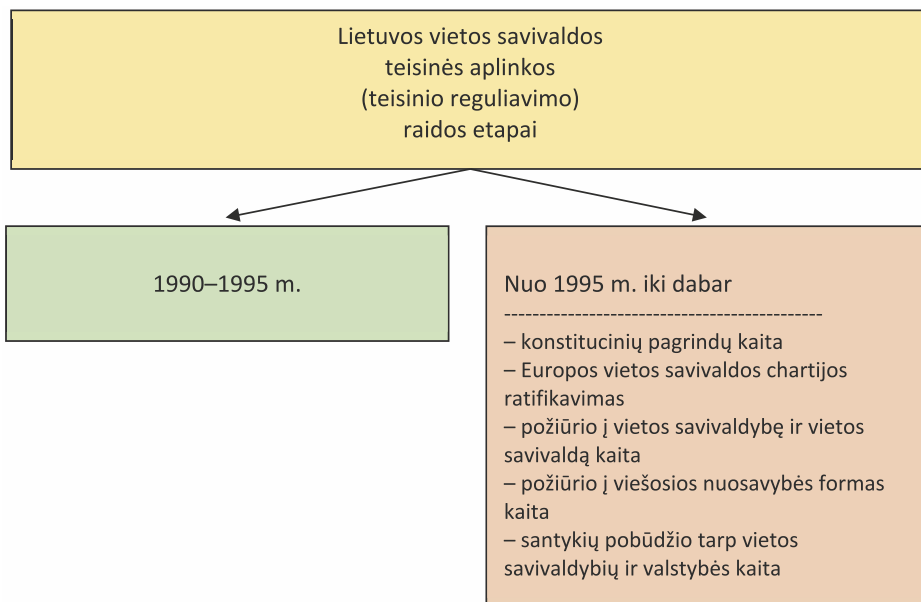 Lietuvos vietos savivaldos
teisinės aplinkos
(teisinio reguliavimo)
raidos etapai
1990–1995 m.
Nuo 1995 m. iki dabar
---------------------------------------------
– konstitucinių pagrindų kaita
– Europos vietos savivaldos chartijos
ratifikavimas
– požiūrio į vietos savivaldybę ir vietos
savivaldą kaita
– požiūrio į viešosios nuosavybės formas
kaita
– santykių pobūdžio tarp vietos
savivaldybių ir valstybės kaita